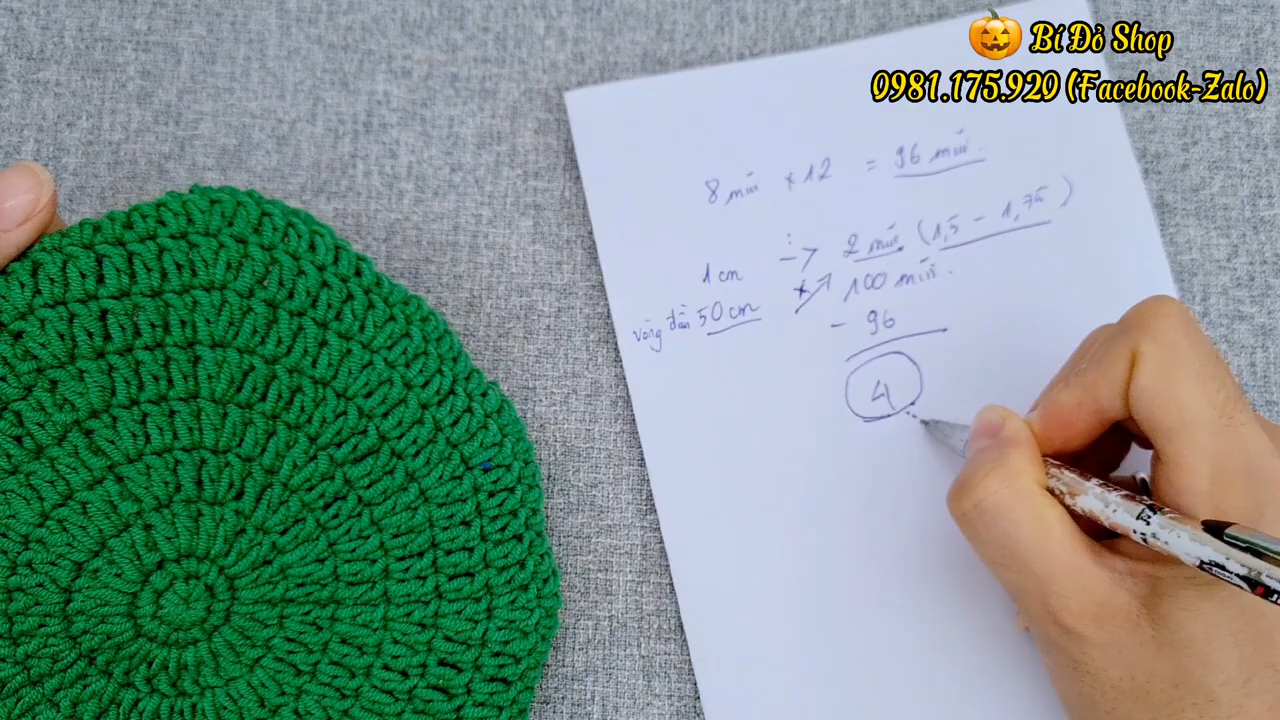 Bí Đỏ Shop
0981.175.920 (Facebook-Zalo)
8 mũi × 12 = 96 mũi.
1 cm -> 2 mũi (1,5 - 1,75)
vòng đầu 50 cm 100 mũi.
- 96
4